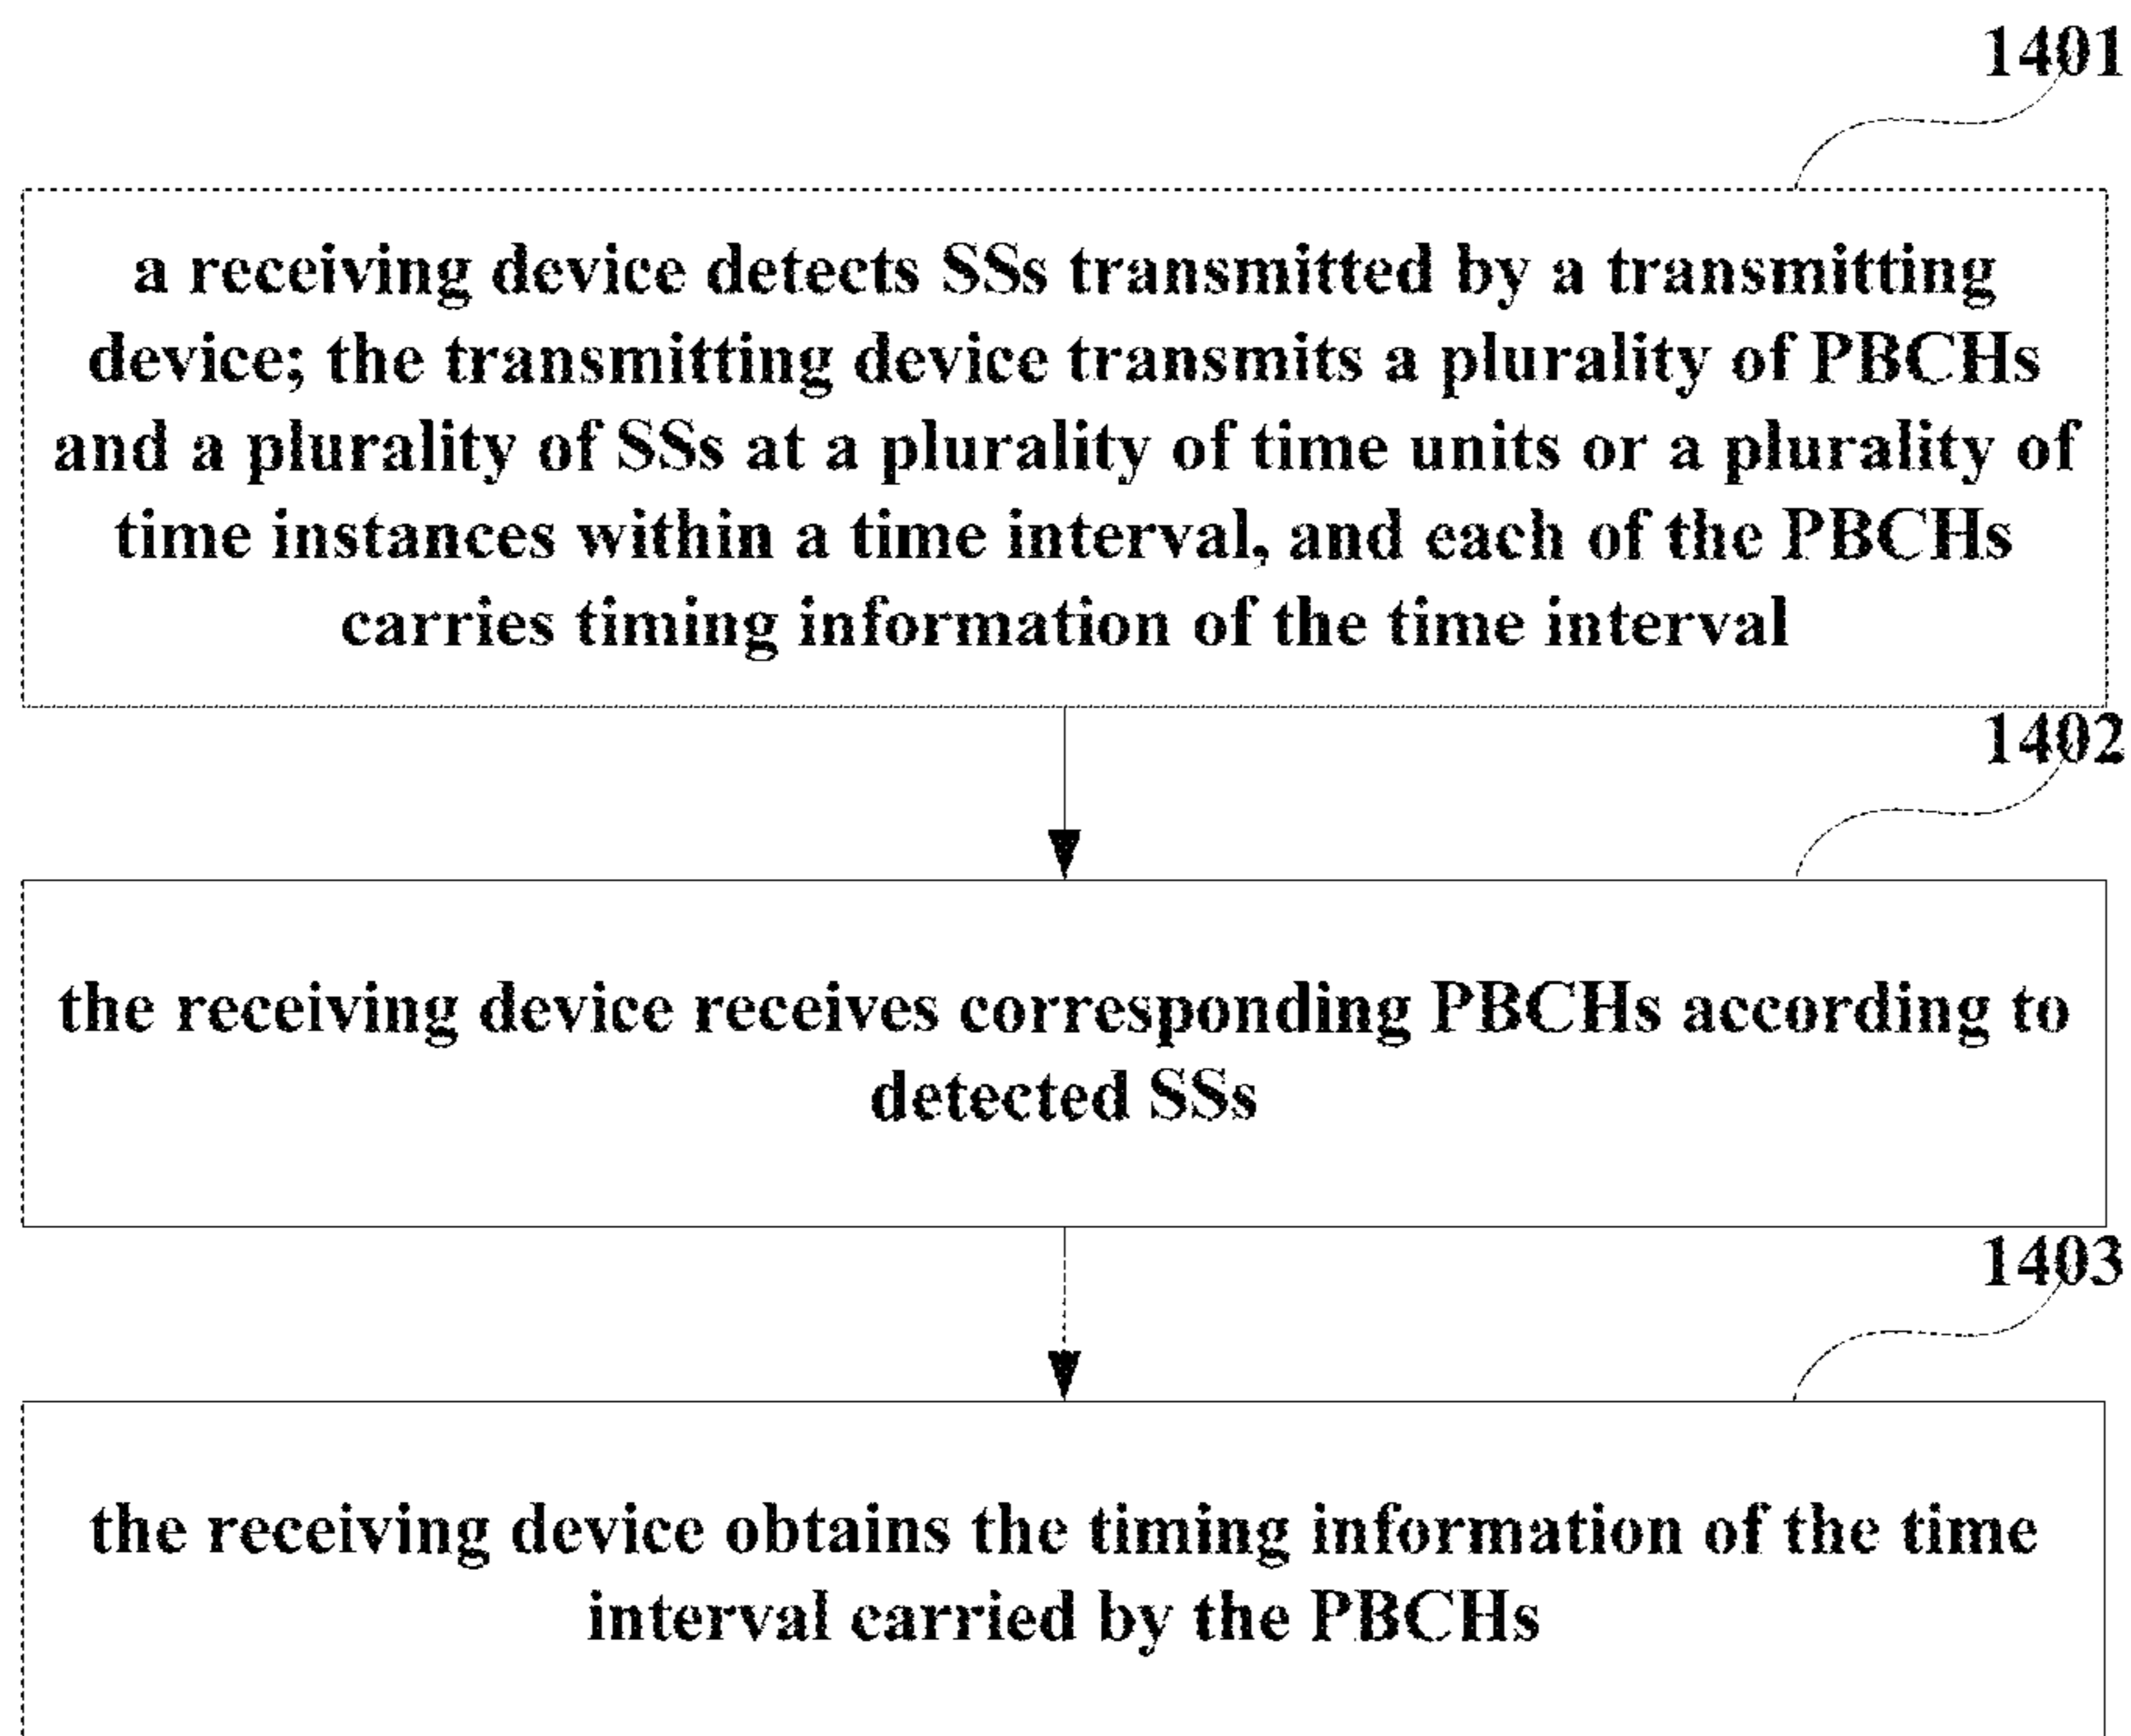 1401
a receiving device detects SSs transmitted by a transmitting
device; the transmitting device transmits a plurality of PBCHs
and a plurality of SSs at a plurality of time units or a plurality of
time instances within a time interval, and each of the PBCHs
carries timing information of the time interval
1402
the receiving device receives corresponding PBCHs according to
detected SSs
1403
the receiving device obtains the timing information of the time
interval carried by the PBCHs